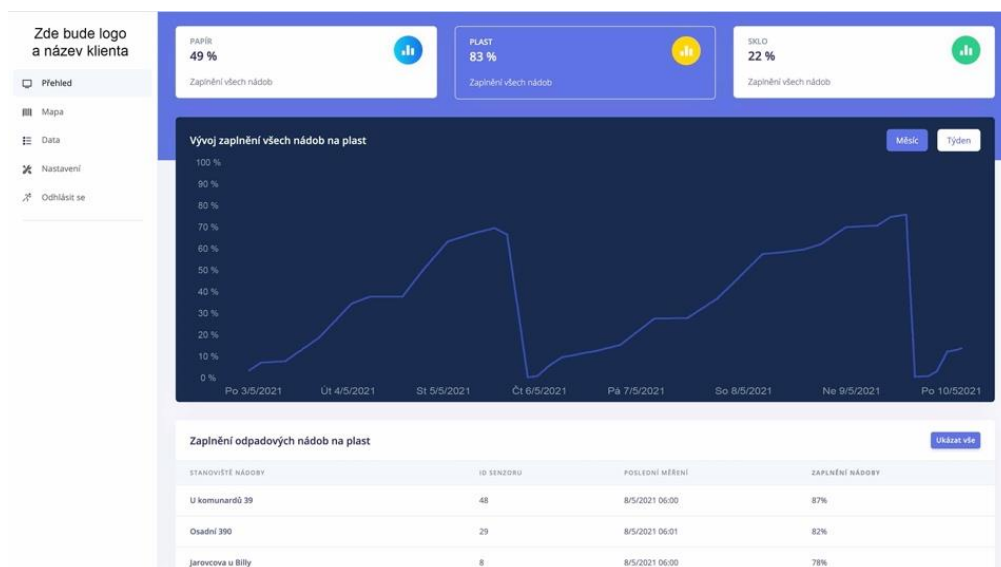 Zde bude logo
a název klienta
Přehled
Mapa
Data
Nastavení
Odhlásit se
PAPÍR
49 %
Zaplnění všech nádob
PLAST
83 %
Zaplnění všech nádob
SKLO
22 %
Zaplnění všech nádob
Vývoj zaplnění všech nádob na plast
Měsíc Týden
100 %
90 %
80 %
70 %
60 %
50 %
40 %
30 %
20 %
10 %
0 %
Po 3/5/2021 Út 4/5/2021 St 5/5/2021 Čt 6/5/2021 Pá 7/5/2021 So 8/5/2021 Ne 9/5/2021 Po 10/52021
Zaplnění odpadových nádob na plast
Ukázat vše
STANOVIŠTĚ NÁDOBY ID SENZORU POSLEDNÍ MĚŘENÍ ZAPLNĚNÍ NÁDOBY
U komunardů 39 48 8/5/2021 06:00 87%
Osadní 390 29 8/5/2021 06:01 82%
Jarovcova u Billy 8 8/5/2021 06:00 78%